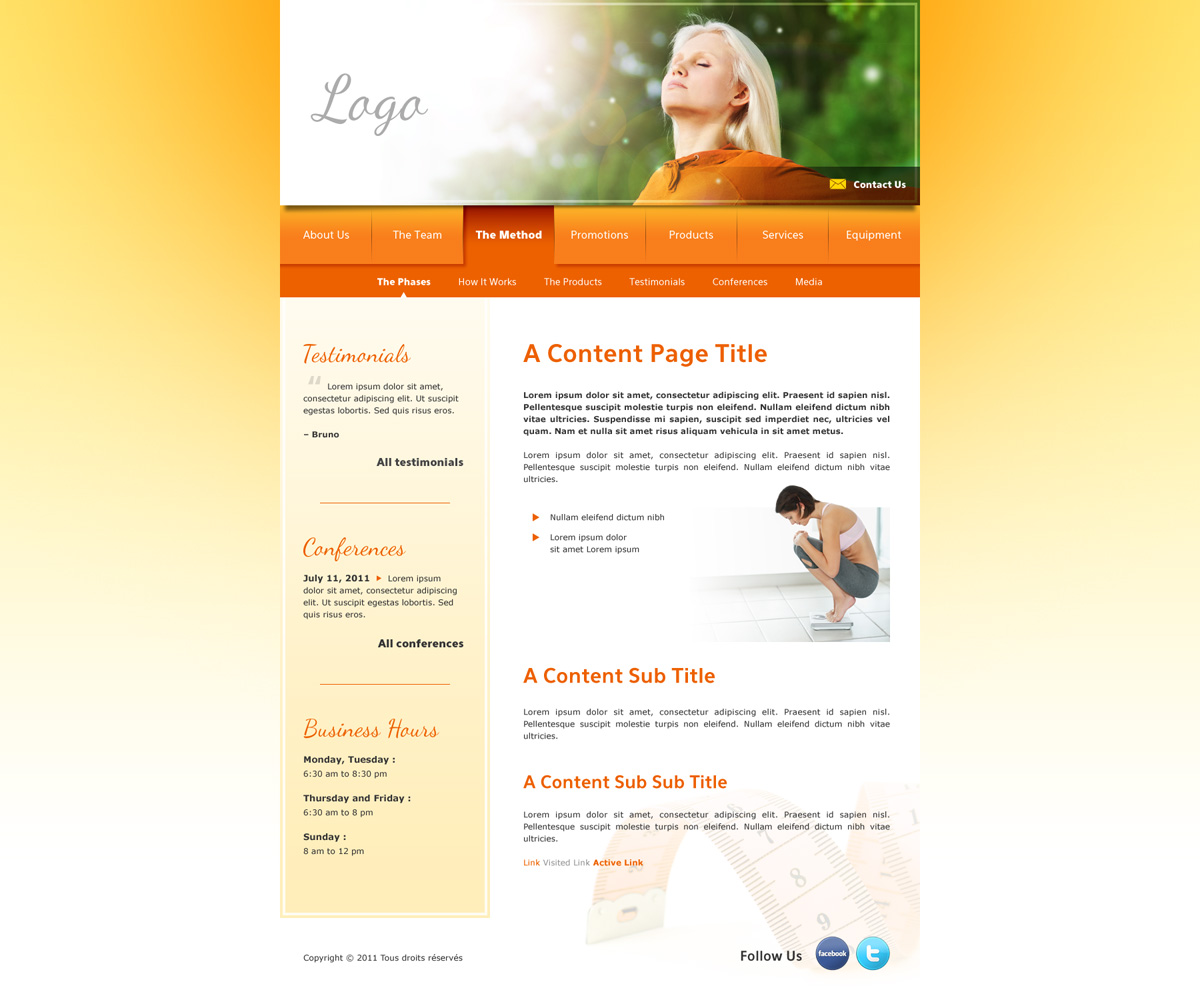 Logo
Contact Us
About Us
The Team
The Method
Promotions
Products
Services
Equipment
The Phases
How It Works
The Products
Testimonials
Conferences
Media
Testimonials
“ Lorem ipsum dolor sit amet,
consectetur adipiscing elit. Ut suscipit
egestas lobortis. Sed quis risus eros.
– Bruno
All testimonials
Conferences
July 11, 2011 Lorem ipsum
dolor sit amet, consectetur adipiscing
elit. Ut suscipit egestas lobortis. Sed
quis risus eros.
All conferences
Business Hours
Monday, Tuesday :
6:30 am to 8:30 pm
Thursday and Friday :
6:30 am to 8 pm
Sunday :
8 am to 12 pm
A Content Page Title
Lorem ipsum dolor sit amet, consectetur adipiscing elit. Praesent id sapien nisl.
Pellentesque suscipit molestie turpis non eleifend. Nullam eleifend dictum nibh
vitae ultricies. Suspendisse mi sapien, suscipit sed imperdiet nec, ultricies vel
quam. Nam et nulla sit amet risus aliquam vehicula in sit amet metus.
Lorem ipsum dolor sit amet, consectetur adipiscing elit. Praesent id sapien nisl.
Pellentesque suscipit molestie turpis non eleifend. Nullam eleifend dictum nibh vitae
ultricies.
Nullam eleifend dictum nibh
Lorem ipsum dolor
sit amet Lorem ipsum
A Content Sub Title
Lorem ipsum dolor sit amet, consectetur adipiscing elit. Praesent id sapien nisl.
Pellentesque suscipit molestie turpis non eleifend. Nullam eleifend dictum nibh vitae
ultricies.
A Content Sub Sub Title
Lorem ipsum dolor sit amet, consectetur adipiscing elit. Praesent id sapien nisl.
Pellentesque suscipit molestie turpis non eleifend. Nullam eleifend dictum nibh vitae
ultricies.
Link Visited Link Active Link
7
8
9
1
Copyright © 2011 Tous droits réservés
Follow Us
facebook
t